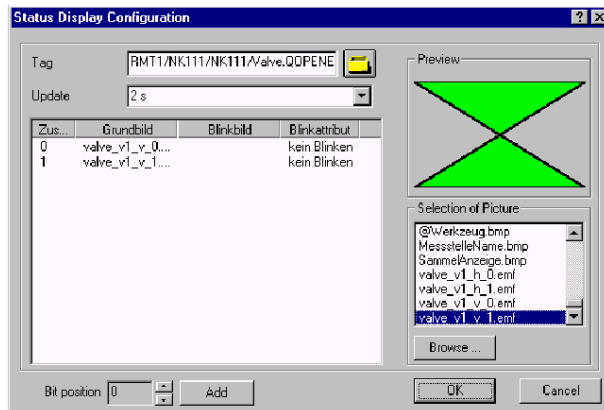 Status Display Configuration
Tag
RMT1/NK111/NK111/Valve.QOPENE
Update
2 s
Zus... Grundbild Blinkbild Blinkattribut
0 valve_v1_v_0.... kein Blinken
1 valve_v1_v_1.... kein Blinken
Preview
Selection of Picture
@Werkzeug.bmp
MessstelleName.bmp
SammelAnzeige.bmp
valve_v1_h_0.emf
valve_v1_h_1.emf
valve_v1_v_0.emf
valve_v1_v_1.emf
Browse ...
Bit position 0 Add OK Cancel